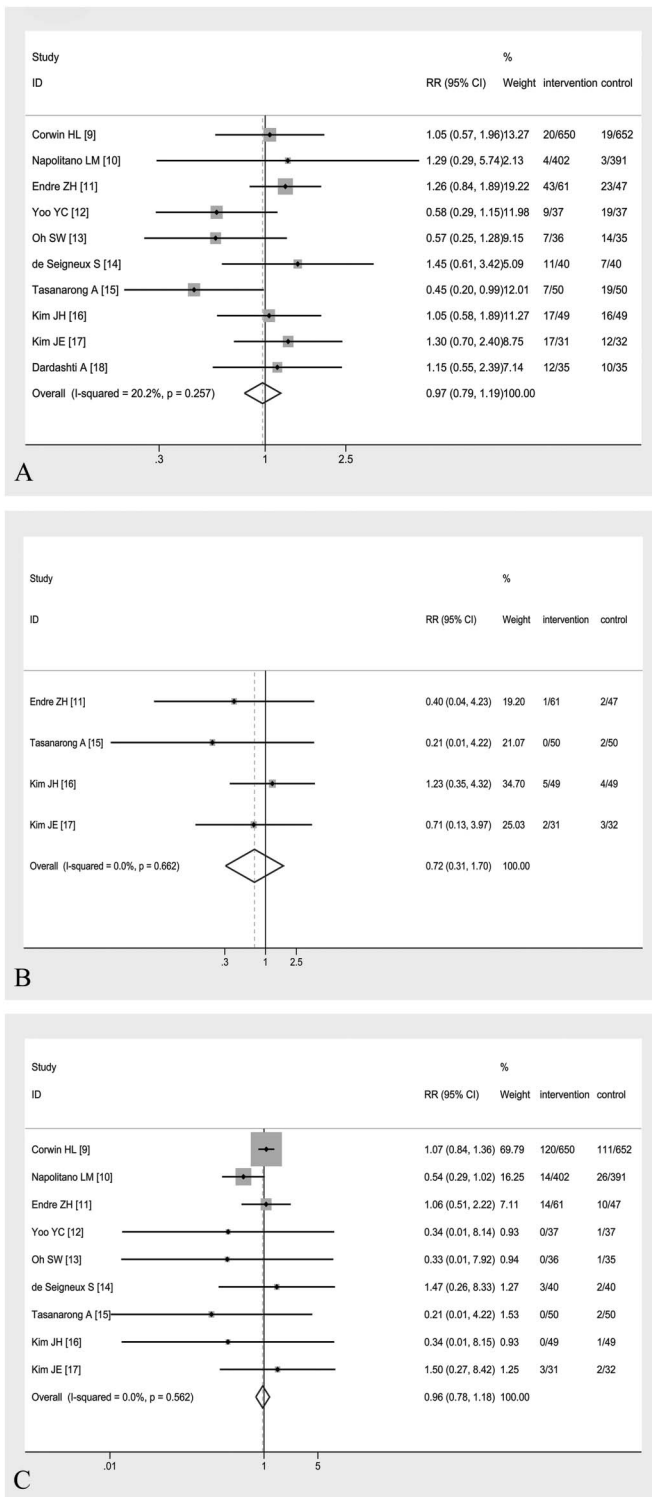 Study %
ID RR (95% CI) Weight intervention control
Corwin HL [9] 1.05 (0.57, 1.96)13.27 20/650 19/652
Napolitano LM [10] 1.29 (0.29, 5.74)2.13 4/402 3/391
Endre ZH [11] 1.26 (0.84, 1.89)19.22 43/61 23/47
Yoo YC [12] 0.58 (0.29, 1.15)11.98 9/37 19/37
Oh SW [13] 0.57 (0.25, 1.28)9.15 7/36 14/35
de Seigneux S [14] 1.45 (0.61, 3.42)5.09 11/40 7/40
Tasanarong A [15] 0.45 (0.20, 0.99)12.01 7/50 19/50
Kim JH [16] 1.05 (0.58, 1.89)11.27 17/49 16/49
Kim JE [17] 1.30 (0.70, 2.40)8.75 17/31 12/32
Dardashti A [18] 1.15 (0.55, 2.39)7.14 12/35 10/35
Overall (I-squared = 20.2%, p = 0.257) 0.97 (0.79, 1.19)100.00
.3 1 2.5
A
Study %
ID RR (95% CI) Weight intervention control
Endre ZH [11] 0.40 (0.04, 4.23) 19.20 1/61 2/47
Tasanarong A [15] 0.21 (0.01, 4.22) 21.07 0/50 2/50
Kim JH [16] 1.23 (0.35, 4.32) 34.70 5/49 4/49
Kim JE [17] 0.71 (0.13, 3.97) 25.03 2/31 3/32
Overall (I-squared = 0.0%, p = 0.662) 0.72 (0.31, 1.70) 100.00
.3 1 2.5
B
Study %
ID RR (95% CI) Weight intervention control
Corwin HL [9] 1.07 (0.84, 1.36) 69.79 120/650 111/652
Napolitano LM [10] 0.54 (0.29, 1.02) 16.25 14/402 26/391
Endre ZH [11] 1.06 (0.51, 2.22) 7.11 14/61 10/47
Yoo YC [12] 0.34 (0.01, 8.14) 0.93 0/37 1/37
Oh SW [13] 0.33 (0.01, 7.92) 0.94 0/36 1/35
de Seigneux S [14] 1.47 (0.26, 8.33) 1.27 3/40 2/40
Tasanarong A [15] 0.21 (0.01, 4.22) 1.53 0/50 2/50
Kim JH [16] 0.34 (0.01, 8.15) 0.93 0/49 1/49
Kim JE [17] 1.50 (0.27, 8.42) 1.25 3/31 2/32
Overall (I-squared = 0.0%, p = 0.562) 0.96 (0.78, 1.18) 100.00
.01 1 5
C